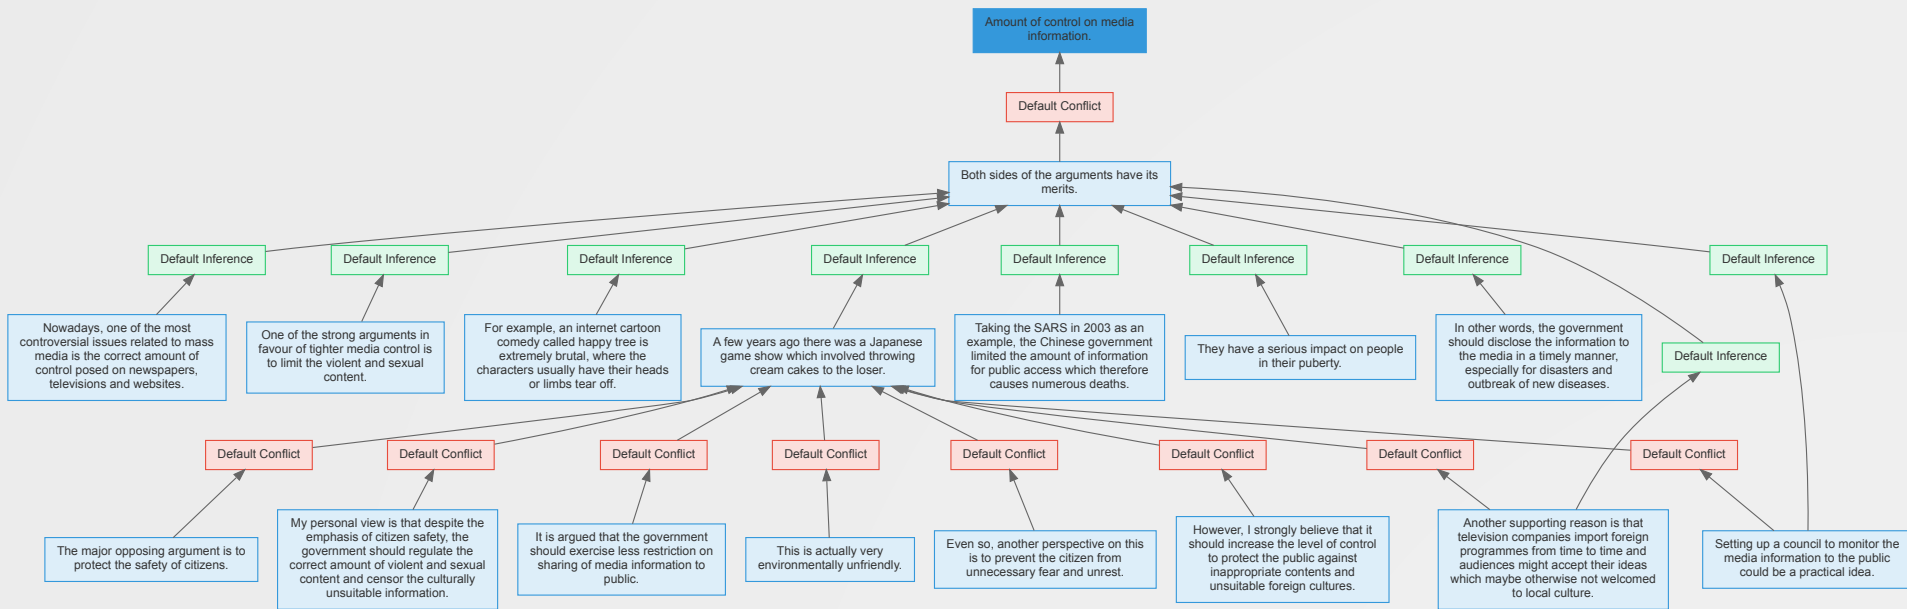 Amount of control on media
information.
Default Conflict
Both sides of the arguments have its
merits.
Default Inference
Default Inference
Default Inference
Default Inference
Default Inference
Default Inference
Default Inference
Default Inference
Nowadays, one of the most
controversial issues related to mass
media is the correct amount of
control posed on newspapers,
televisions and websites.
One of the strong arguments in
favour of tighter media control is
to limit the violent and sexual
content.
For example, an internet cartoon
comedy called happy tree is
extremely brutal, where the
characters usually have their heads
or limbs tear off.
A few years ago there was a Japanese
game show which involved throwing
cream cakes to the loser.
Taking the SARS in 2003 as an
example, the Chinese government
limited the amount of information
for public access which therefore
causes numerous deaths.
They have a serious impact on people
in their puberty.
In other words, the government
should disclose the information to
the media in a timely manner,
especially for disasters and
outbreak of new diseases.
Default Inference
Default Conflict
Default Conflict
Default Conflict
Default Conflict
Default Conflict
Default Conflict
Default Conflict
Default Conflict
The major opposing argument is to
protect the safety of citizens.
My personal view is that despite the
emphasis of citizen safety, the
government should regulate the
correct amount of violent and sexual
content and censor the culturally
unsuitable information.
It is argued that the government
should exercise less restriction on
sharing of media information to
public.
This is actually very
environmentally unfriendly.
Even so, another perspective on this
is to prevent the citizen from
unnecessary fear and unrest.
However, I strongly believe that it
should increase the level of control
to protect the public against
inappropriate contents and
unsuitable foreign cultures.
Another supporting reason is that
television companies import foreign
programmes from time to time and
audiences might accept their ideas
which maybe otherwise not welcomed
to local culture.
Setting up a council to monitor the
media information to the public
could be a practical idea.